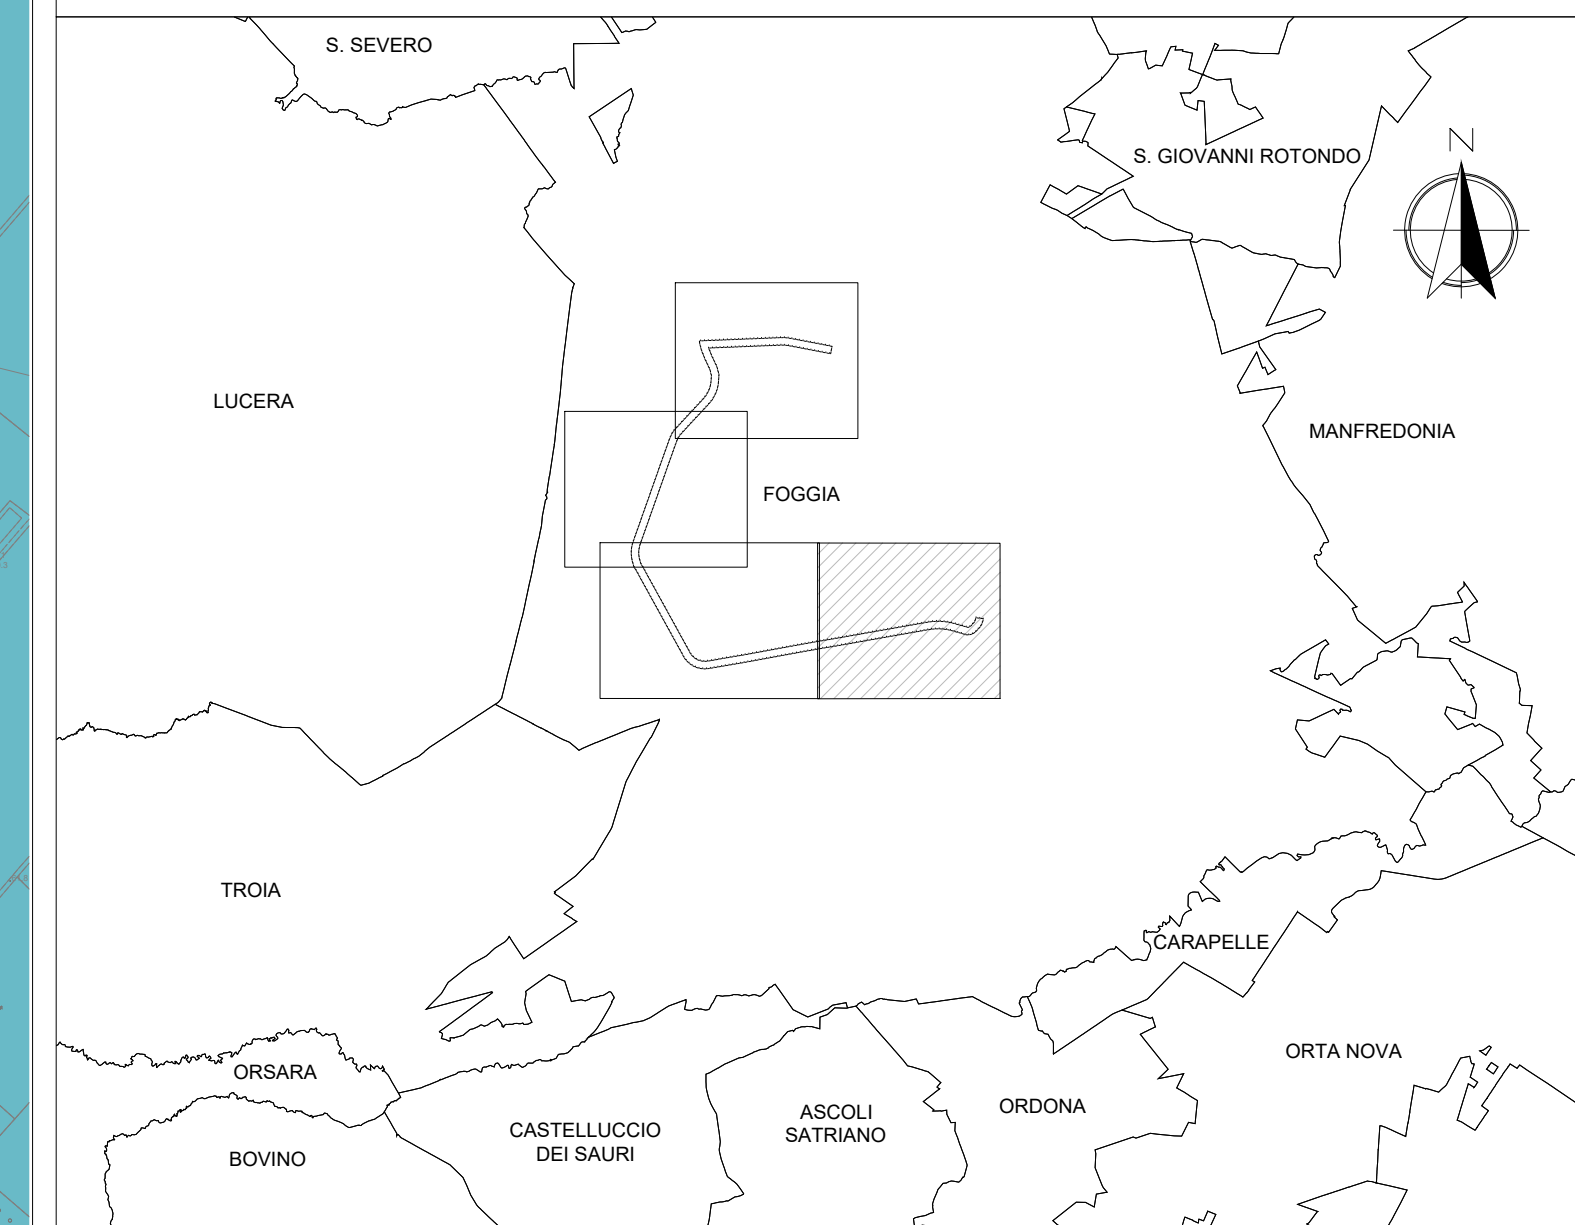 S. SEVERO
N
S. GIOVANNI ROTONDO
LUCERA
MANFREDONIA
FOGGIA
TROIA
CARAPELLE
ORTA NOVA
ORSARA
ORDONA
ASCOLI
SATRIANO
CASTELLUCCIO
DEI SAURI
BOVINO